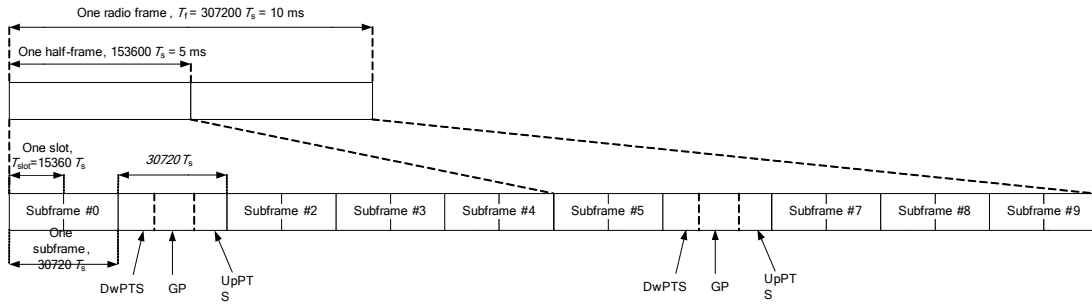 One radio frame , Tf = 307200 Ts = 10 ms
One half-frame, 153600 Ts = 5 ms
One slot,
Tslot=15360 Ts
30720 Ts
Subframe #0
Subframe #2
Subframe #3
Subframe #4
Subframe #5
Subframe #7
Subframe #8
Subframe #9
One
subframe ,
30720 Ts
DwPTS
GP
UpPT
S
DwPTS
GP
UpPT
S